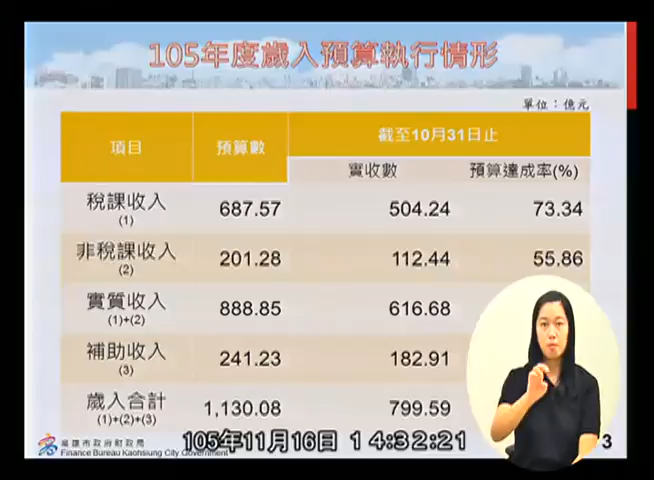 105年度歲入預算執行情形
單位：億元
項目 預算數 截至10月31日止
實收數 預算達成率(%)
稅課收入 687.57 504.24 73.34
(1)
非稅課收入 201.28 112.44 55.86
(2)
實質收入 888.85 616.68
(1)+(2)
補助收入 241.23 182.91
(3)
歲入合計 1,130.08 799.59
(1)+(2)+(3)
高雄市政府財政局
Finance Bureau Kaohsiung City Government
105年11月16日 14:32:21
3